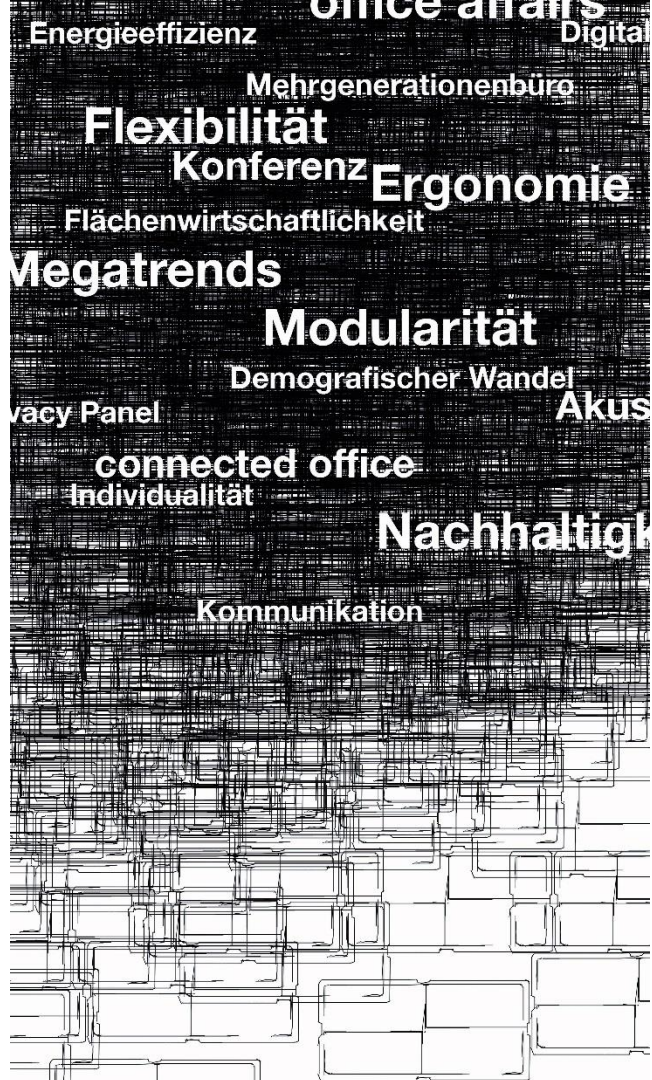 office affairs
Energieeffizienz
Digital
Mehrgenerationenbüro
Flexibilität
Konferenz
Ergonomie
Flächenwirtschaftlichkeit
Megatrends
Modularität
Demografischer Wandel
Akus
vacy Panel
connected office
Individualität
Nachhaltigk
Kommunikation